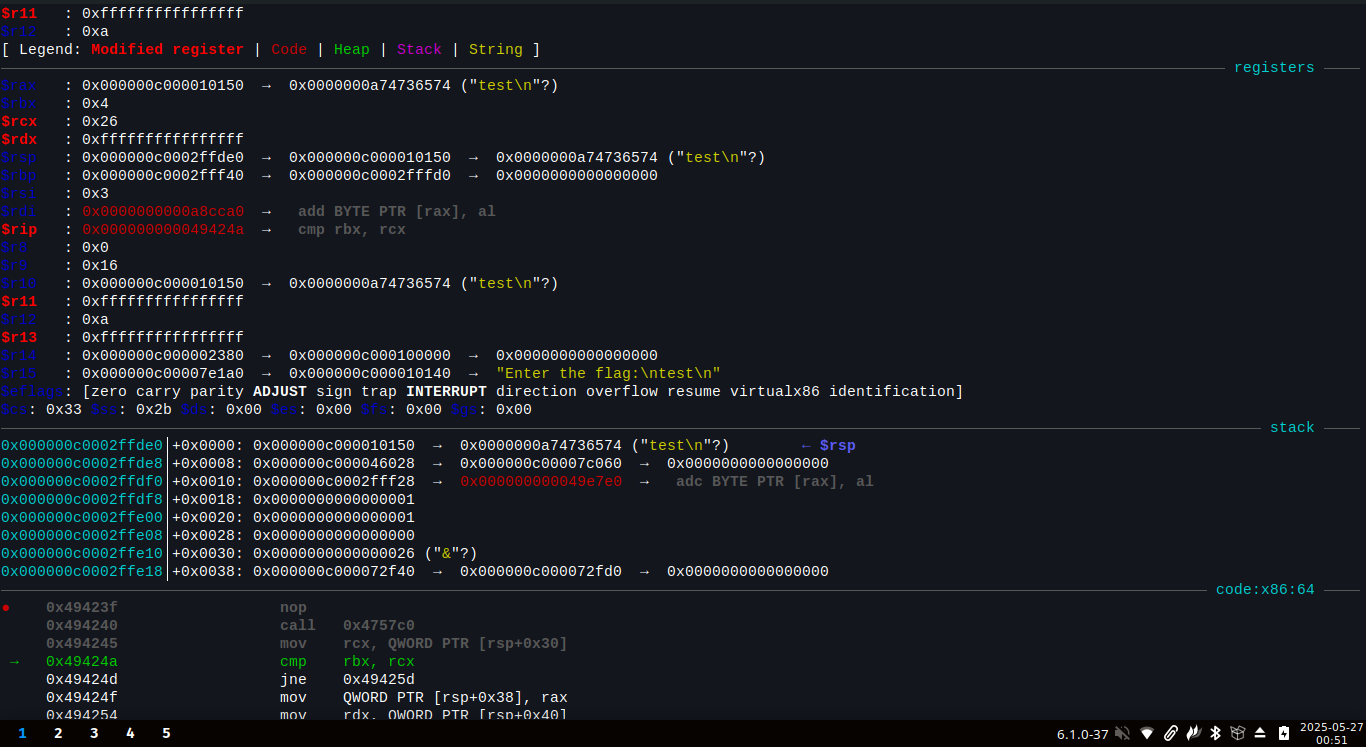 $r11   : 0xffffffffffffffff
$r12   : 0xa
[ Legend: Modified register | Code | Heap | Stack | String ]
registers
$rax   : 0x000000c000010150  →  0x0000000a74736574 ("test\n"?)
$rbx   : 0x4
$rcx   : 0x26
$rdx   : 0xffffffffffffffff
$rsp   : 0x000000c0002ffde0  →  0x000000c000010150  →  0x0000000a74736574 ("test\n"?)
$rbp   : 0x000000c0002fff40  →  0x000000c0002fffd0  →  0x0000000000000000
$rsi   : 0x3
$rdi   : 0x0000000000a8cca0  →   add BYTE PTR [rax], al
$rip   : 0x000000000049424a  →   cmp rbx, rcx
$r8    : 0x0
$r9    : 0x16
$r10   : 0x000000c000010150  →  0x0000000a74736574 ("test\n"?)
$r11   : 0xffffffffffffffff
$r12   : 0xa
$r13   : 0xffffffffffffffff
$r14   : 0x000000c000002380  →  0x000000c000100000  →  0x0000000000000000
$r15   : 0x000000c00007e1a0  →  0x000000c000010140  →  "Enter the flag:\ntest\n"
$eflags: [zero carry parity ADJUST sign trap INTERRUPT direction overflow resume virtualx86 identification]
$cs: 0x33 $ss: 0x2b $ds: 0x00 $es: 0x00 $fs: 0x00 $gs: 0x00
stack
0x000000c0002ffde0│+0x0000: 0x000000c000010150  →  0x0000000a74736574 ("test\n"?)        ← $rsp
0x000000c0002ffde8│+0x0008: 0x000000c000046028  →  0x000000c00007c060  →  0x0000000000000000
0x000000c0002ffdf0│+0x0010: 0x000000c0002fff28  →  0x000000000049e7e0  →   adc BYTE PTR [rax], al
0x000000c0002ffdf8│+0x0018: 0x0000000000000001
0x000000c0002ffe00│+0x0020: 0x0000000000000001
0x000000c0002ffe08│+0x0028: 0x0000000000000000
0x000000c0002ffe10│+0x0030: 0x0000000000000026 ("&"?)
0x000000c0002ffe18│+0x0038: 0x000000c000072f40  →  0x000000c000072fd0  →  0x0000000000000000
code:x86:64
●    0x49423f                  nop
0x494240                  call   0x4757c0
0x494245                  mov    rcx, QWORD PTR [rsp+0x30]
→   0x49424a                  cmp    rbx, rcx
0x49424d                  jne    0x49425d
0x49424f                  mov    QWORD PTR [rsp+0x38], rax
0x494254                  mov    rdx, QWORD PTR [rsp+0x40]
1 2 3 4 5 6.1.0-37 2025-05-27
00:51